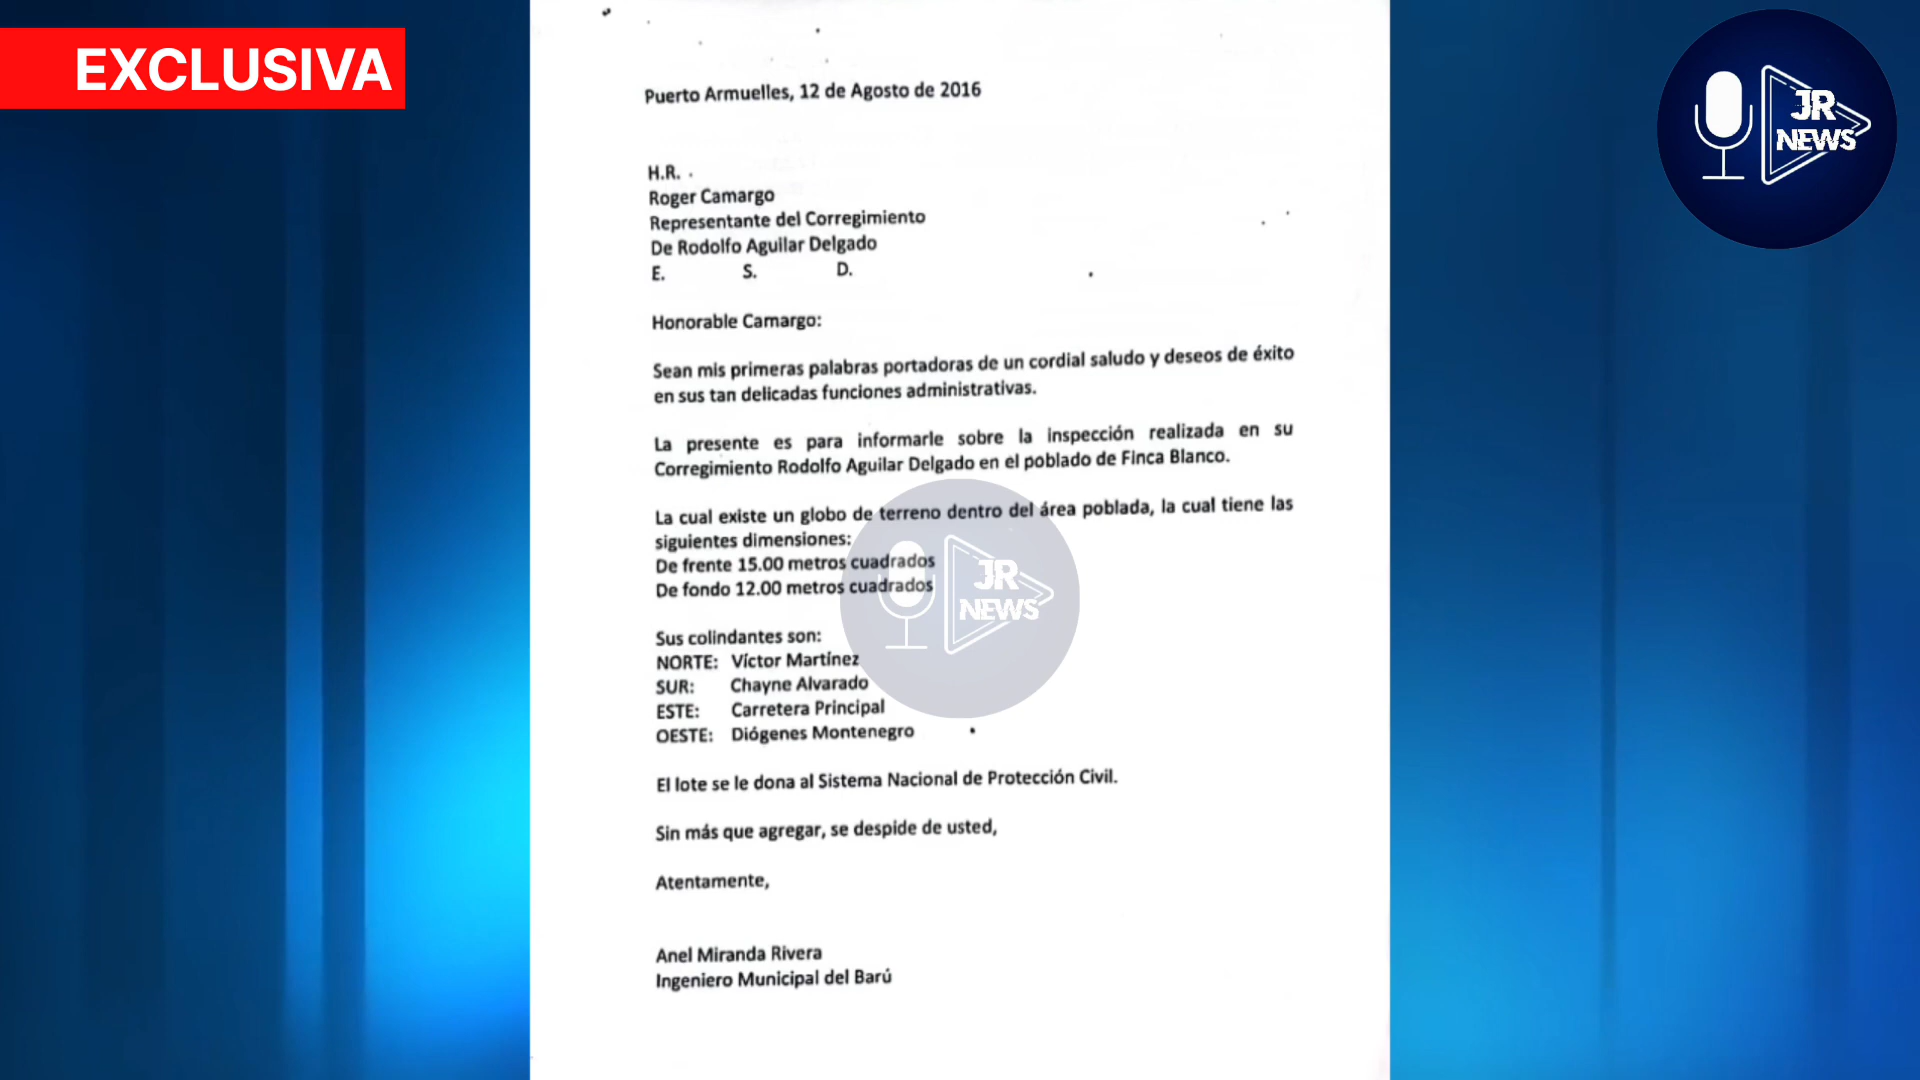 EXCLUSIVA
JR
NEWS
Puerto Armuelles, 12 de Agosto de 2016
H.R.
Roger Camargo
Representante del Corregimiento
De Rodolfo Aguilar Delgado
E. S. D.
Honorable Camargo:
Sean mis primeras palabras portadoras de un cordial saludo y deseos de éxito
en sus tan delicadas funciones administrativas.
La presente es para informarle sobre la inspección realizada en su
Corregimiento Rodolfo Aguilar Delgado en el poblado de Finca Blanco.
La cual existe un globo de terreno dentro del área poblada, la cual tiene las
siguientes dimensiones:
De frente 15.00 metros cuadrados
De fondo 12.00 metros cuadrados
JR
NEWS
Sus colindantes son:
NORTE: Víctor Martínez
SUR: Chayne Alvarado
ESTE: Carretera Principal
OESTE: Diógenes Montenegro
El lote se le dona al Sistema Nacional de Protección Civil.
Sin más que agregar, se despide de usted,
Atentamente,
Anel Miranda Rivera
Ingeniero Municipal del Barú